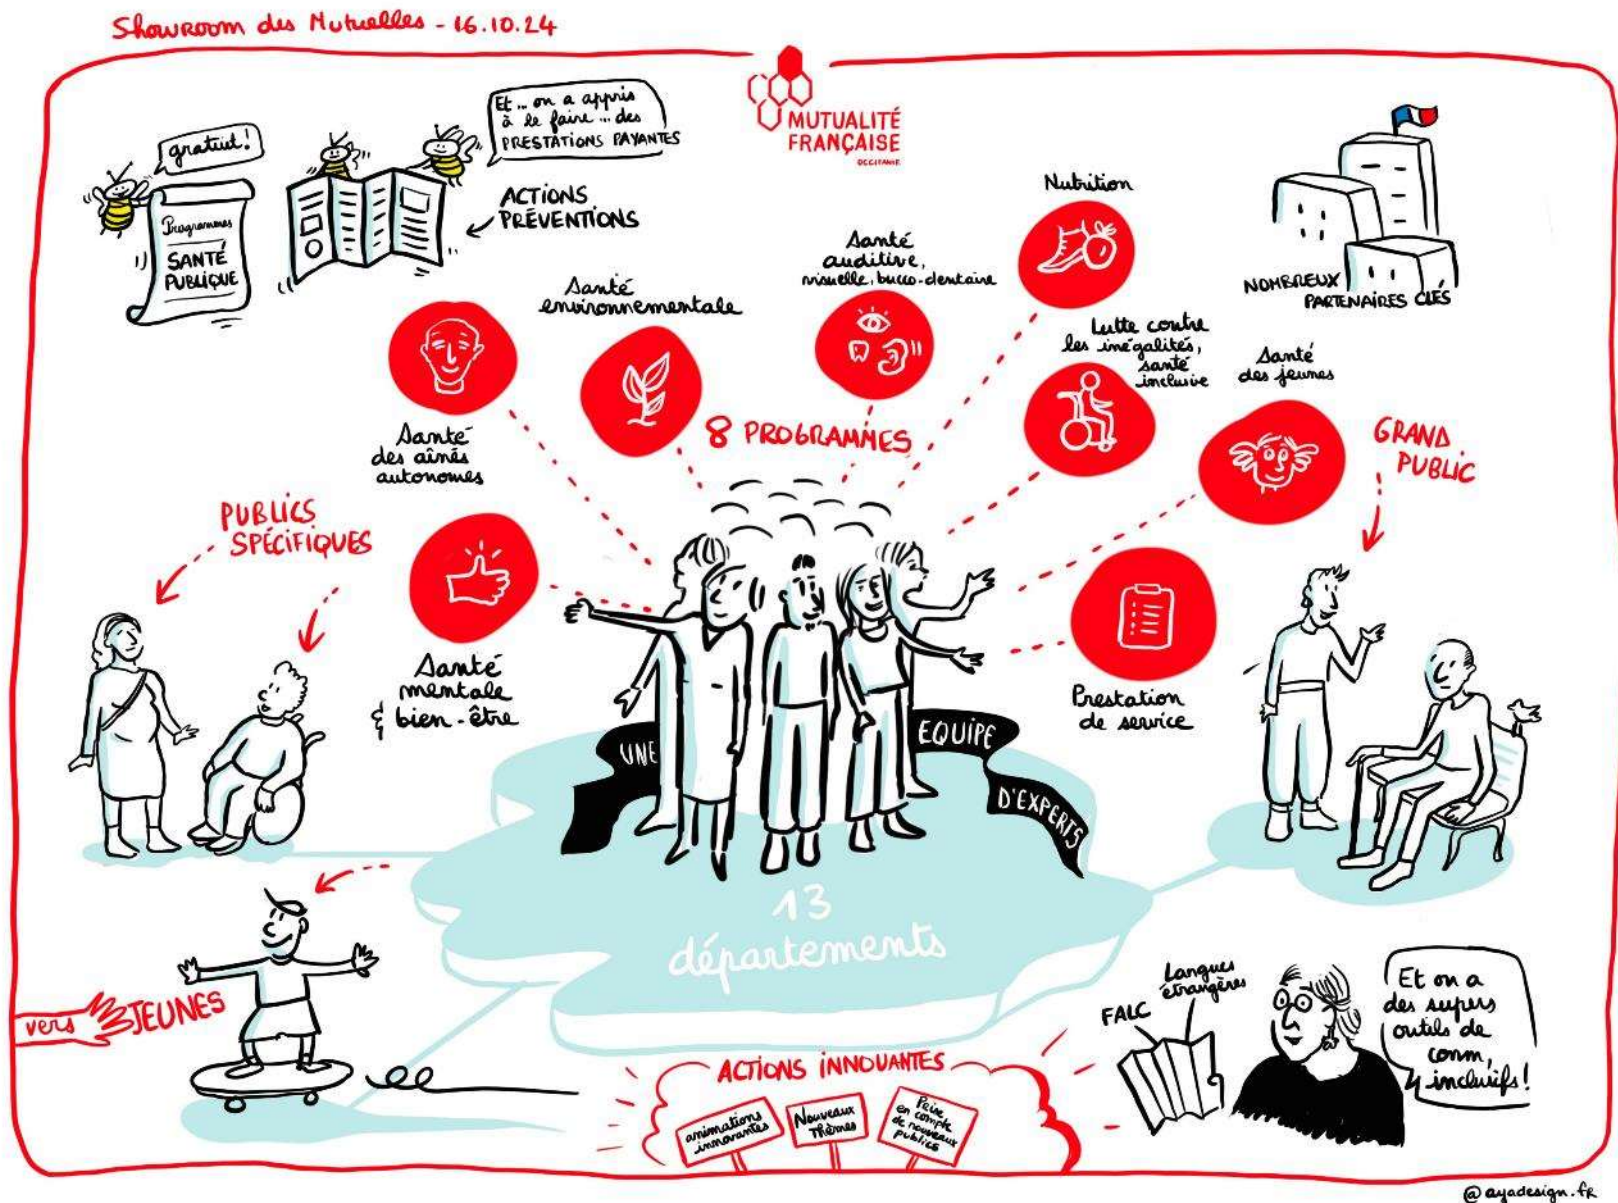 Showroom des Mutuelles - 16.10.24
MUTUALITÉ
FRANÇAISE
OCCITANIE
gratuit!
Programmes
SANTÉ
PUBLIQUE
Et... on a appris
à le faire... des
PRESTATIONS PAYANTES
ACTIONS
PRÉVENTIONS
NOMBREUX
PARTENAIRES CLÉS
8 PROGRAMMES
Santé
des aînés
autonomes
Santé
environnementale
Santé
auditive,
visuelle, bucco-dentaire
Nutrition
Lutte contre
les inégalités,
santé
inclusive
Santé
des jeunes
Santé
mentale
& bien-être
Prestation
de service
PUBLICS
SPÉCIFIQUES
GRAND
PUBLIC
UNE
EQUIPE
D'EXPERTS
13
départements
vers
JEUNES
ACTIONS INNOVANTES
animations
innovantes
Nouveaux
Thèmes
Prise
en compte
de nouveaux
publics
FALC
Langues
étrangères
Et on a
des supers
outils de
comm,
inclusifs!
@ayadesign.fr